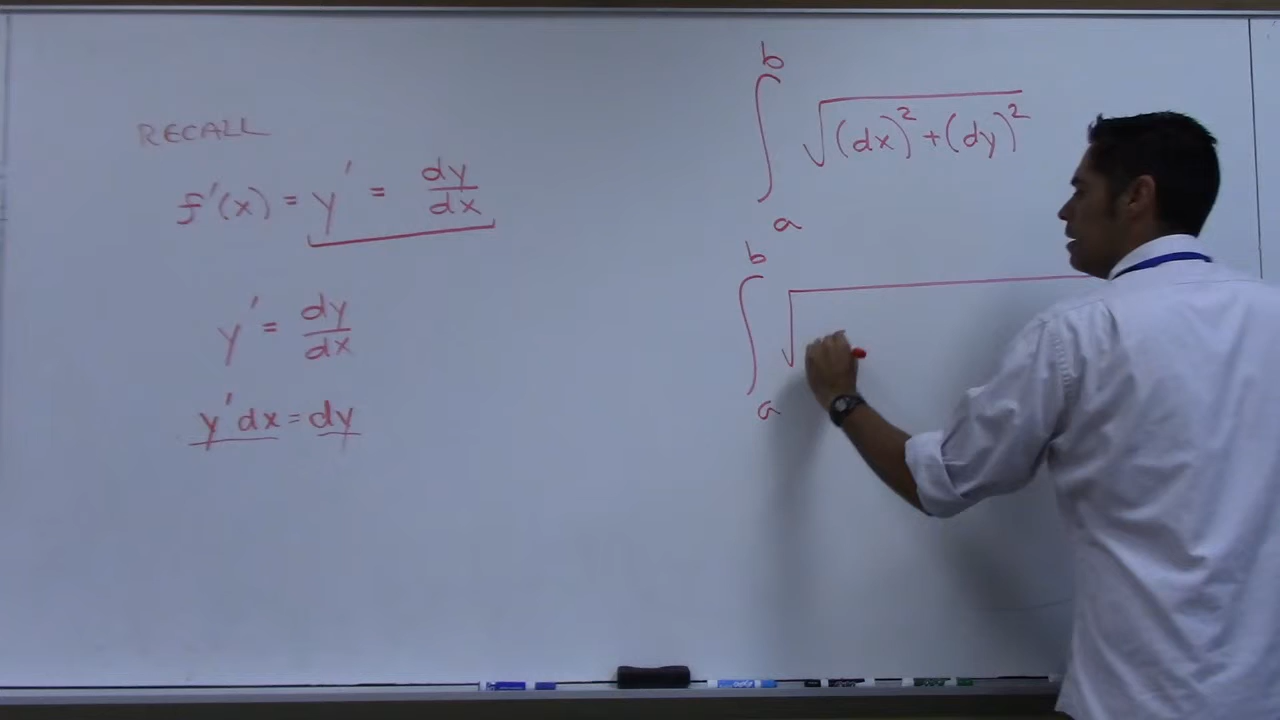 RECALL
f'(x) = y' = dy/dx
y' = dy/dx
y'dx = dy
∫_a^b √((dx)²+(dy)²)
∫_a^b √